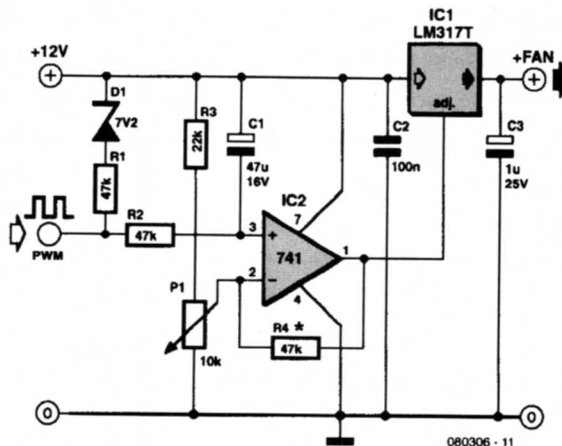 IC1
LM317T
+12V
+FAN
D1
7V2
R3
22k
C1
47u
16V
adj.
C2
100n
C3
1u
25V
R1
47k
IC2
R2
47k
PWM
3
+
7
741
1
2
–
4
P1
10k
R4 *
47k
0
0
080306 - 11